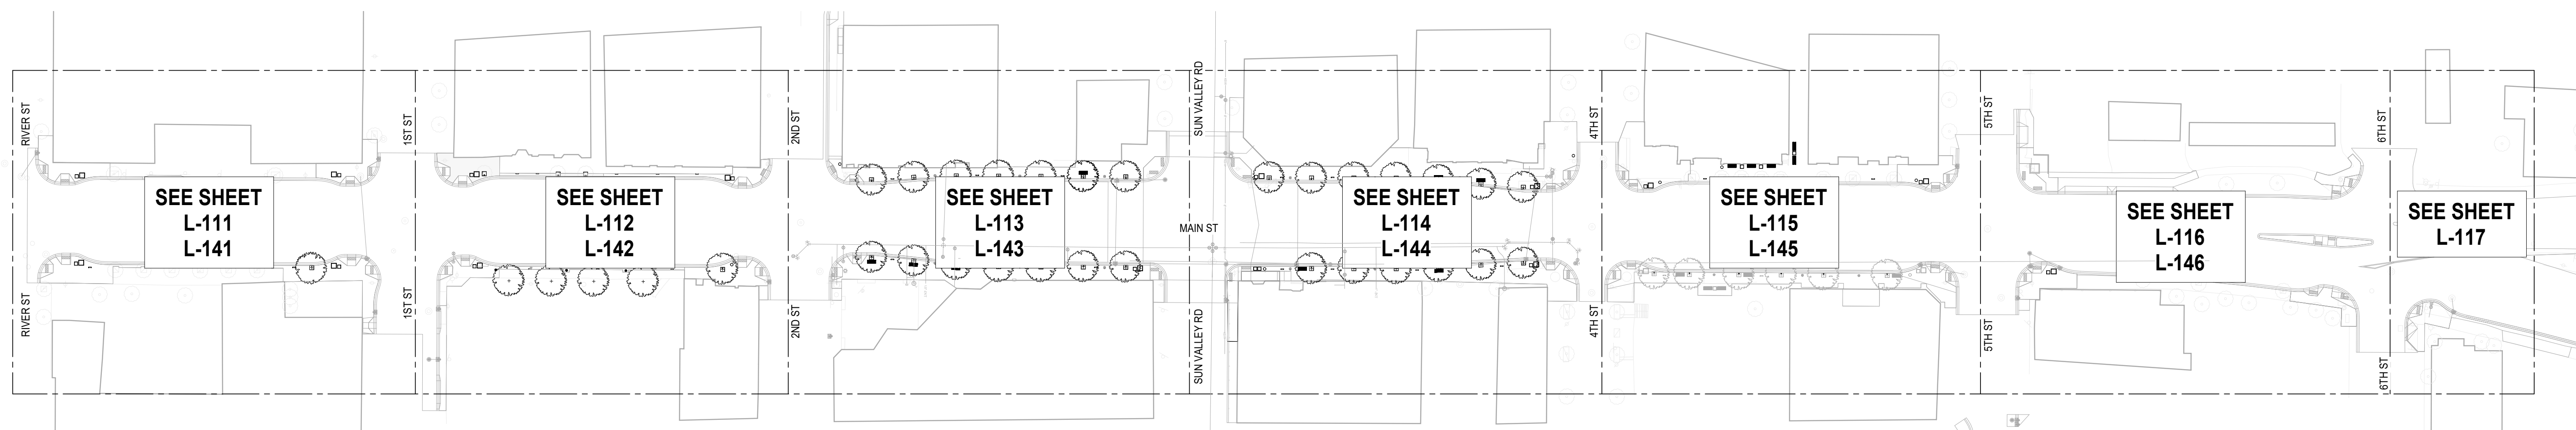 RIVER ST
1ST ST
2ND ST
SUN VALLEY RD
4TH ST
5TH ST
6TH ST
SEE SHEET
L-111
L-141
SEE SHEET
L-112
L-142
SEE SHEET
L-113
L-143
MAIN ST
SEE SHEET
L-114
L-144
SEE SHEET
L-115
L-145
SEE SHEET
L-116
L-146
SEE SHEET
L-117
RIVER ST
1ST ST
2ND ST
SUN VALLEY RD
4TH ST
5TH ST
6TH ST